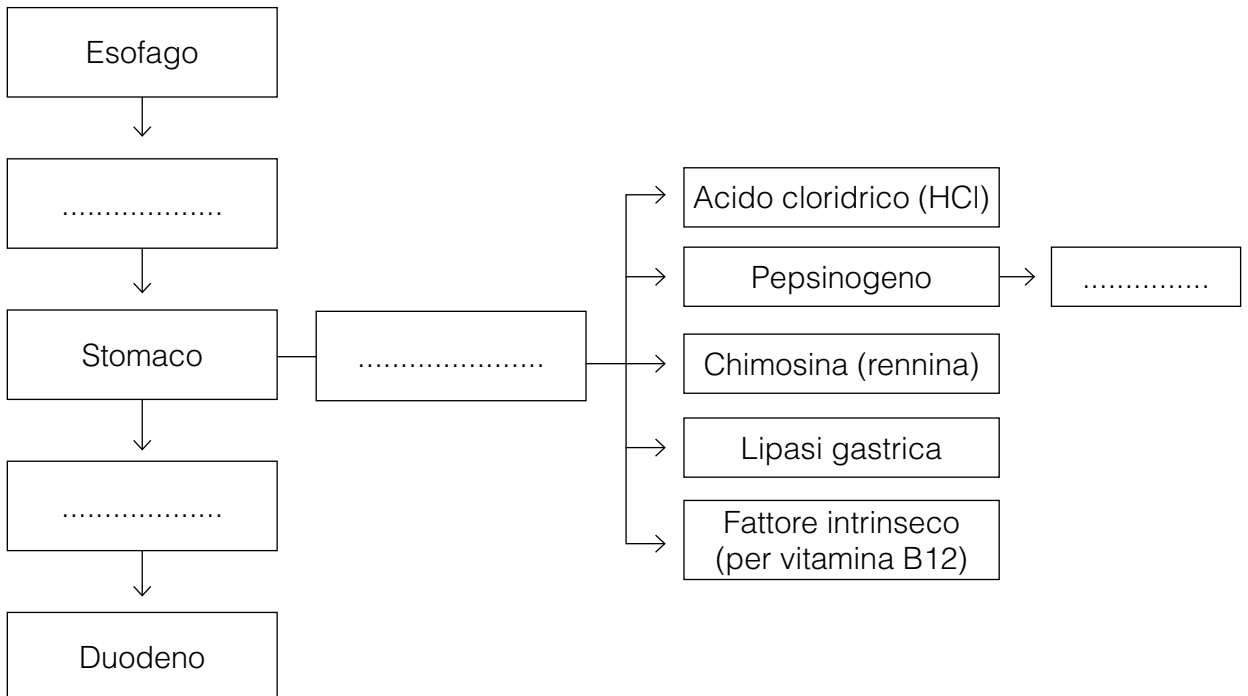 Esofago
...................
Stomaco
......................
...................
Duodeno
Acido cloridrico (HCl)
Pepsinogeno
...............
Chimosina (rennina)
Lipasi gastrica
Fattore intrinseco
(per vitamina B12)